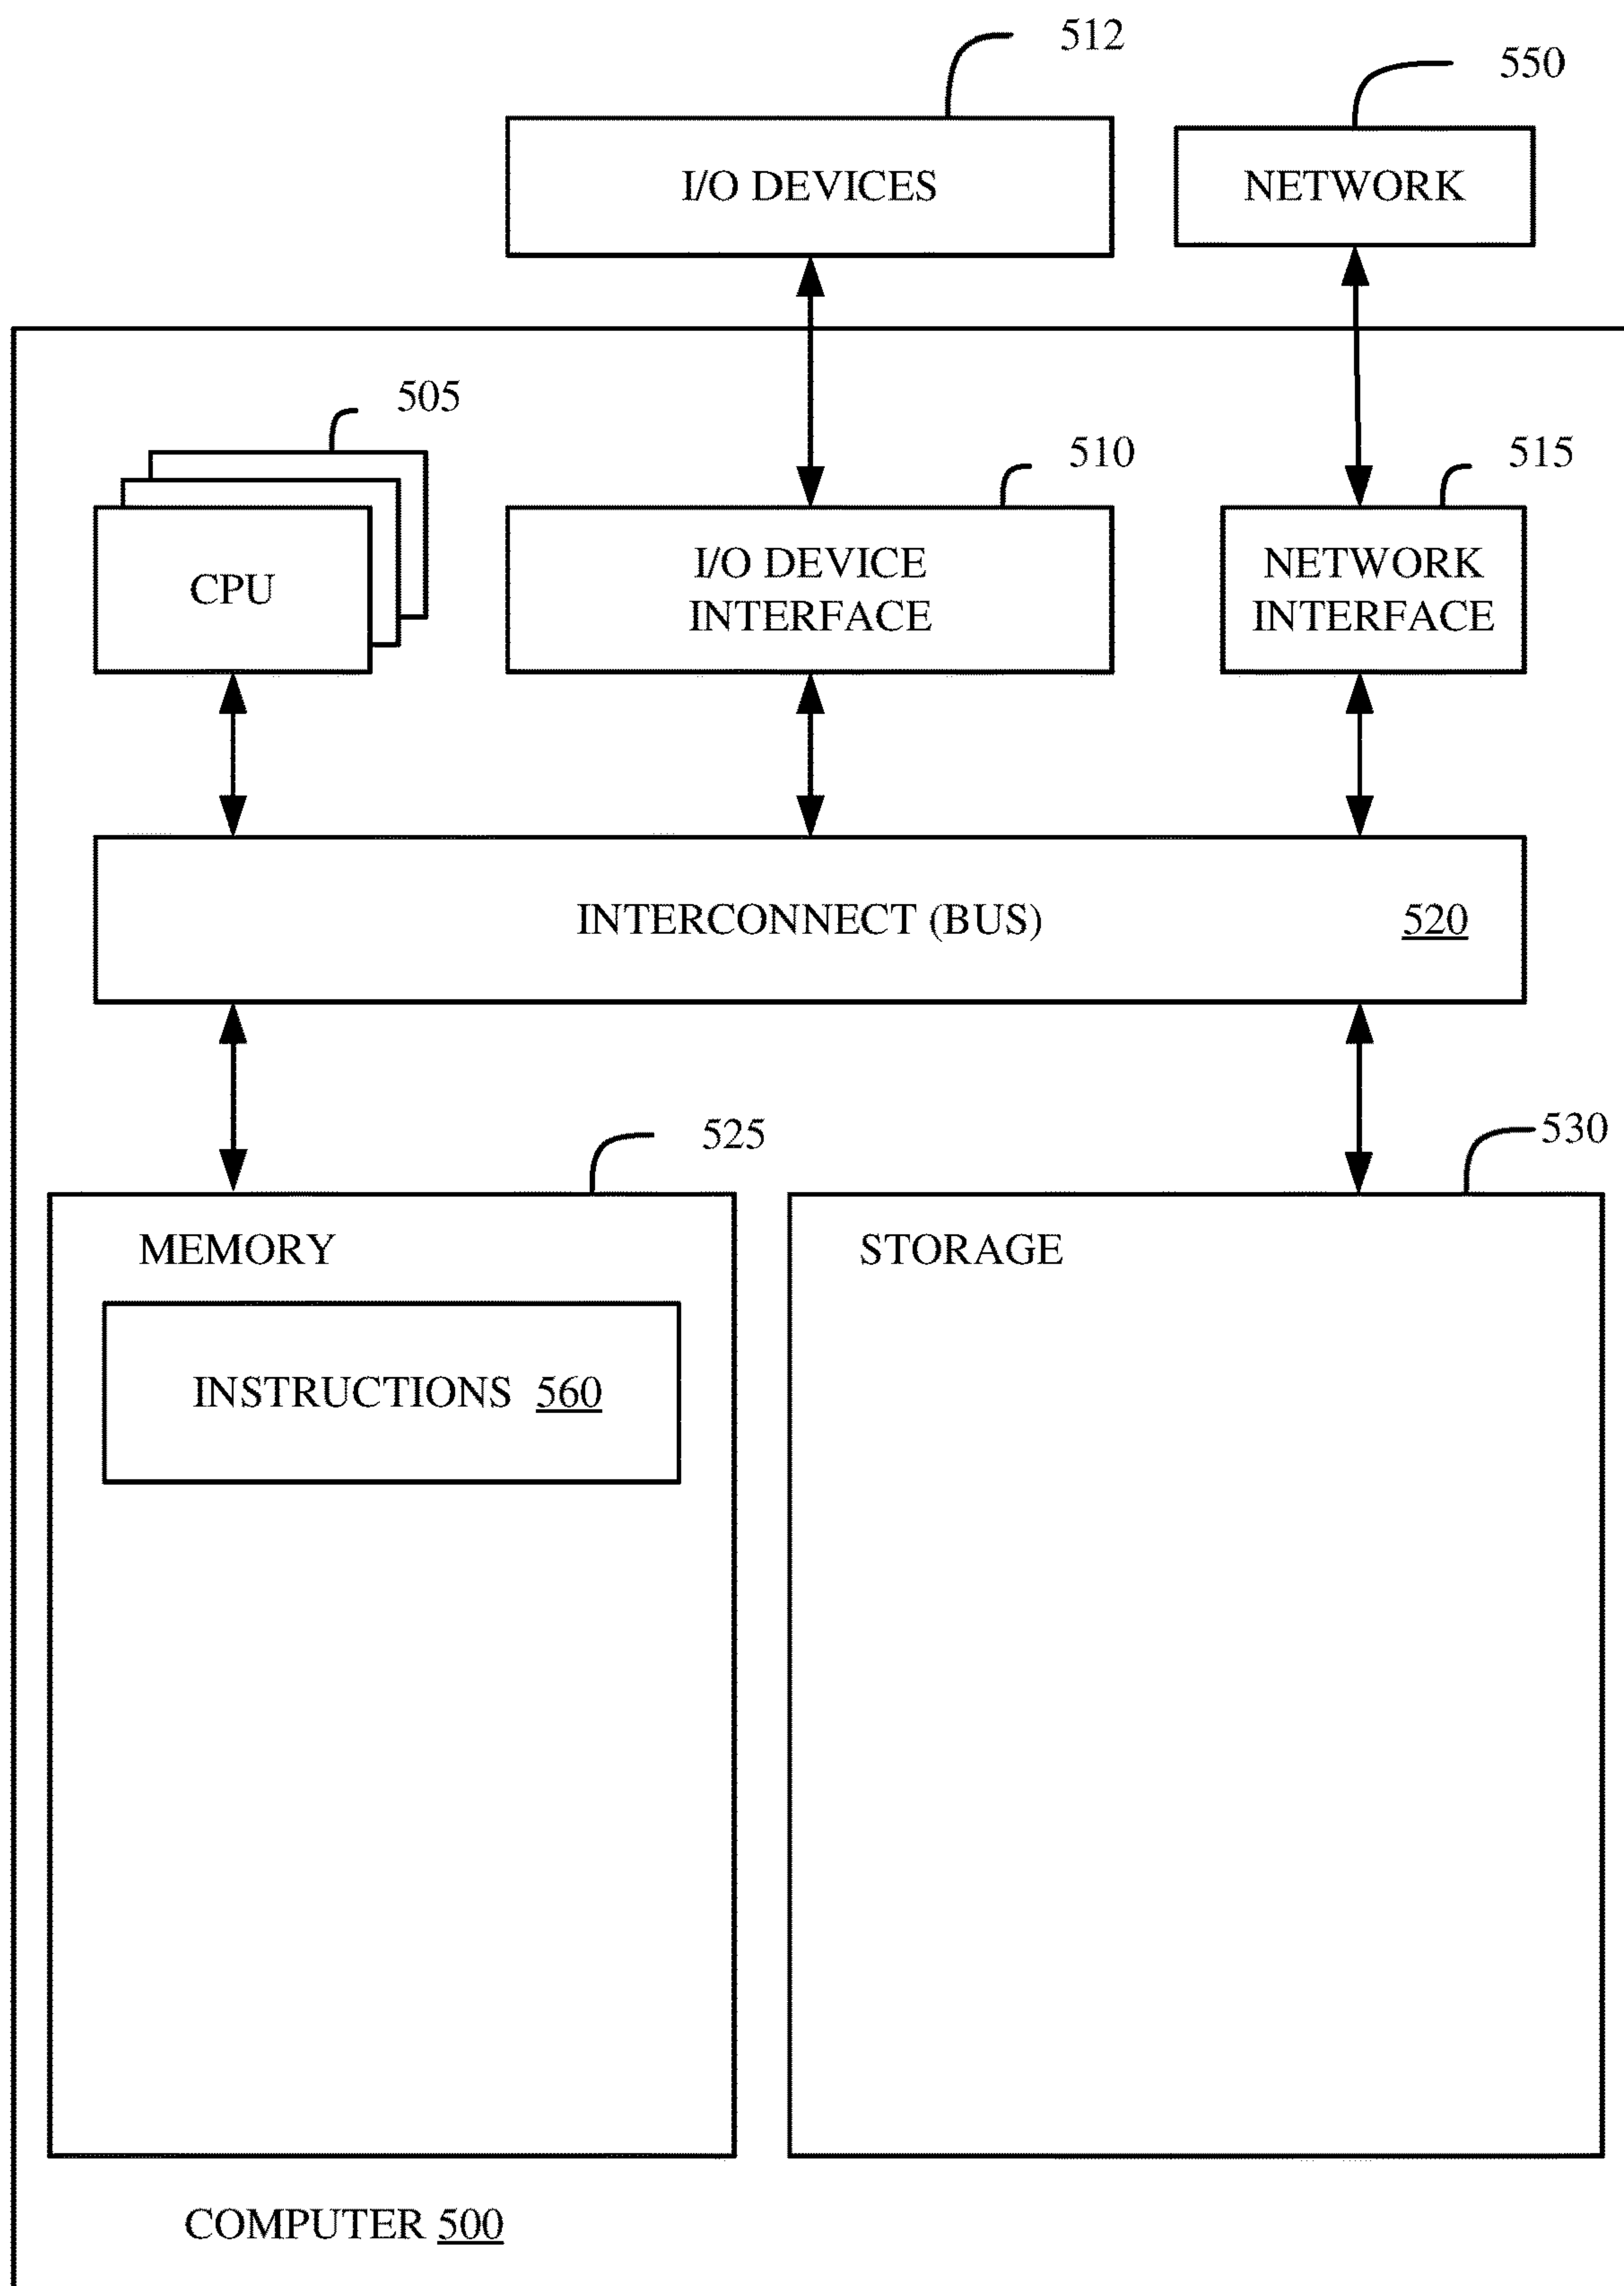 512
550
I/O DEVICES
NETWORK
505
510
515
CPU
I/O DEVICE
INTERFACE
NETWORK
INTERFACE
INTERCONNECT (BUS) 520
525
530
MEMORY
STORAGE
INSTRUCTIONS 560
COMPUTER 500